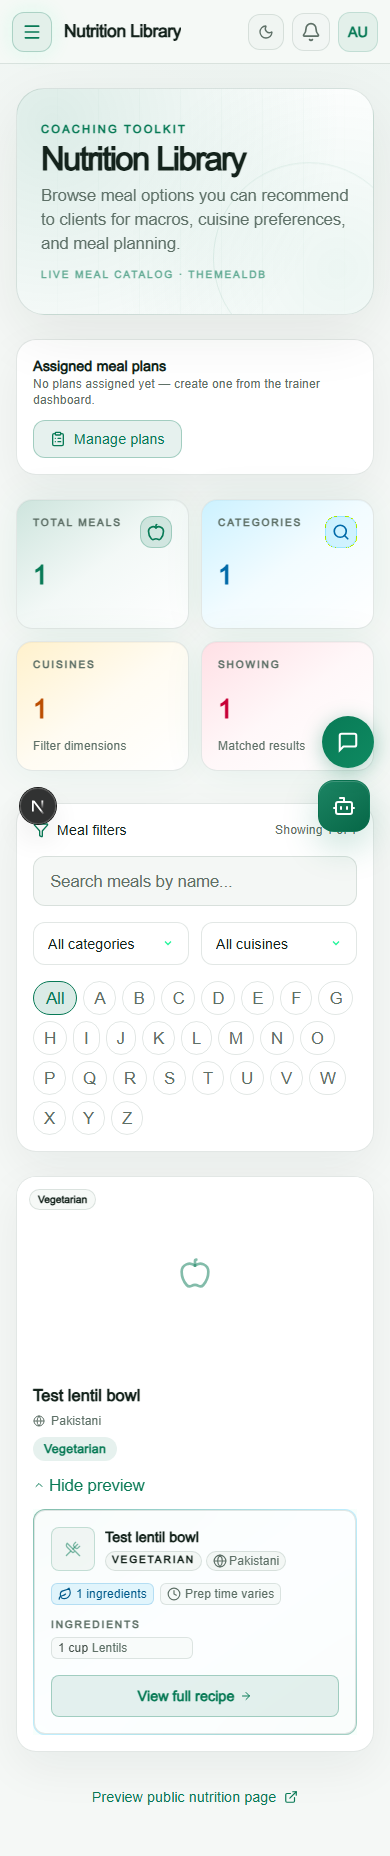 Nutrition Library
AU
COACHING TOOLKIT
Nutrition Library
Browse meal options you can recommend
to clients for macros, cuisine preferences,
and meal planning.
LIVE MEAL CATALOG · THEMEALDB
Assigned meal plans
No plans assigned yet — create one from the trainer
dashboard.
Manage plans
TOTAL MEALS
1
CATEGORIES
1
CUISINES
1
Filter dimensions
SHOWING
1
Matched results
N
Meal filters
Showing
Search meals by name...
All categories
All cuisines
All A B C D E F G
H I J K L M N O
P Q R S T U V W
X Y Z
Vegetarian
Test lentil bowl
Pakistani
Vegetarian
Hide preview
Test lentil bowl
VEGETARIAN Pakistani
1 ingredients Prep time varies
INGREDIENTS
1 cup Lentils
View full recipe
Preview public nutrition page